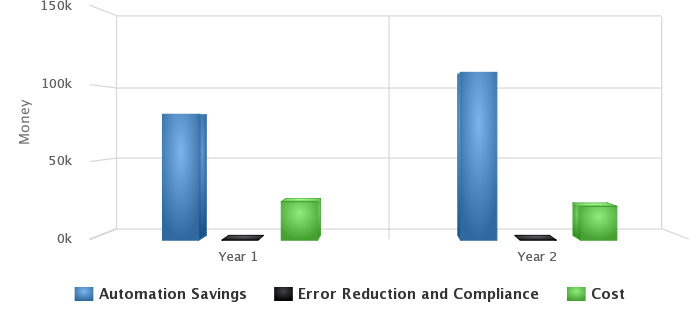 150k
100k
50k
0k
Money
Year 1
Year 2
Automation Savings
Error Reduction and Compliance
Cost